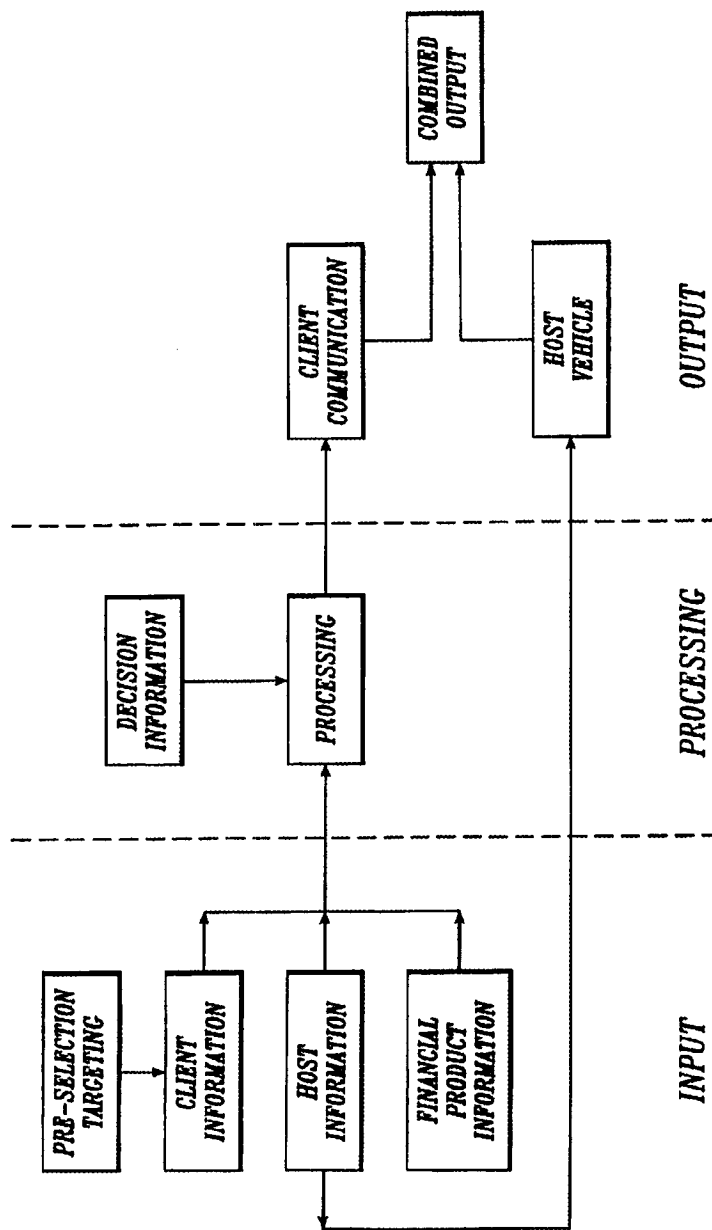 PRE-SELECTION
TARGETING
CLIENT
INFORMATION
HOST
INFORMATION
FINANCIAL
PRODUCT
INFORMATION
INPUT
DECISION
INFORMATION
PROCESSING
PROCESSING
CLIENT
COMMUNICATION
HOST
VEHICLE
COMBINED
OUTPUT
OUTPUT